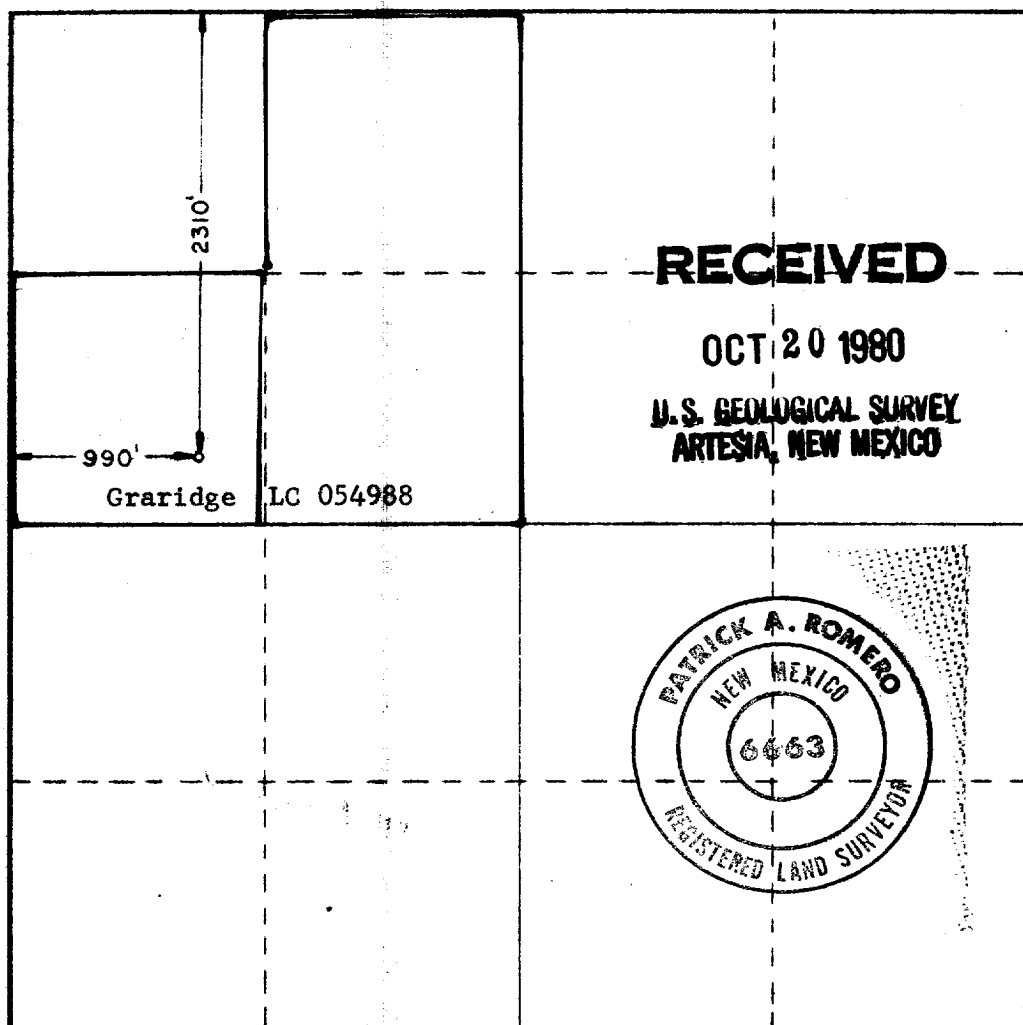 2310'
RECEIVED
OCT 20 1980
U.S. GEOLOGICAL SURVEY
ARTESIA, NEW MEXICO
990'
Graridge LC 054988
PATRICK A. ROMERO
NEW MEXICO
6663
REGISTERED LAND SURVEYOR